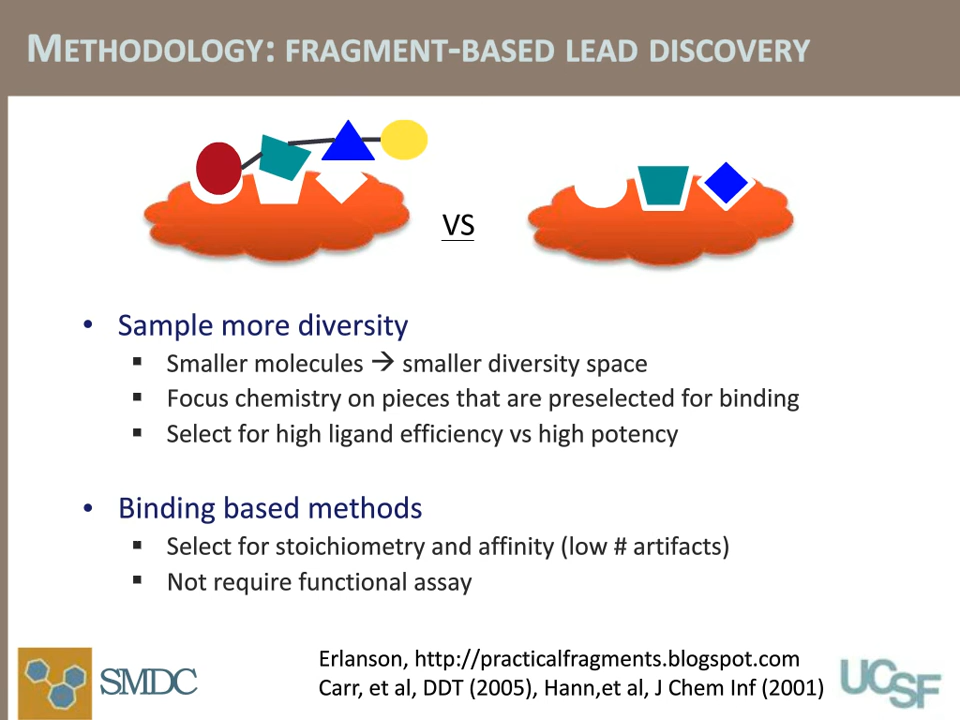 METHODOLOGY: FRAGMENT-BASED LEAD DISCOVERY
VS
• Sample more diversity
▪ Smaller molecules → smaller diversity space
▪ Focus chemistry on pieces that are preselected for binding
▪ Select for high ligand efficiency vs high potency
• Binding based methods
▪ Select for stoichiometry and affinity (low # artifacts)
▪ Not require functional assay
Erlanson, http://practicalfragments.blogspot.com
Carr, et al, DDT (2005), Hann,et al, J Chem Inf (2001)
SMDC
UCSF